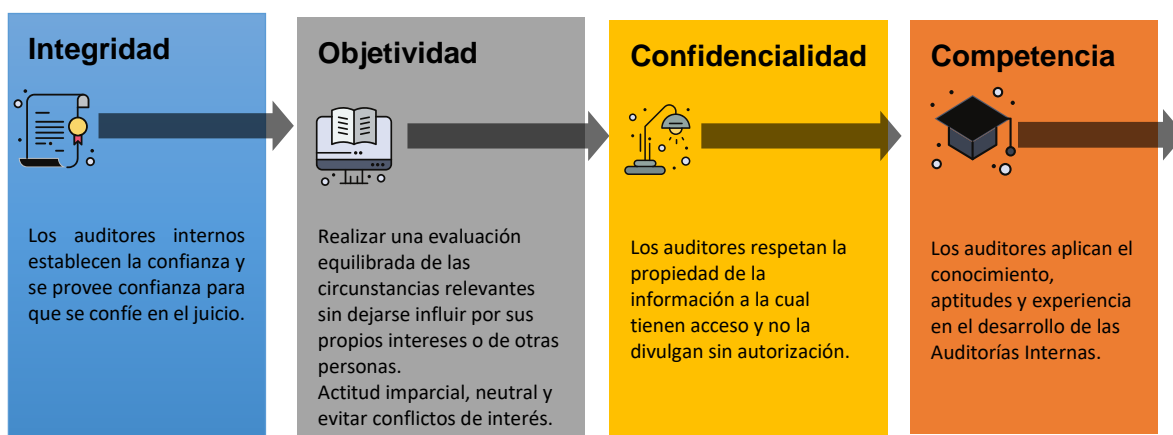 Integridad
Los auditores internos
establecen la confianza y
se provee confianza para
que se confíe en el juicio.
Objetividad
Realizar una evaluación
equilibrada de las
circunstancias relevantes
sin dejarse influir por sus
propios intereses o de otras
personas.
Actitud imparcial, neutral y
evitar conflictos de interés.
Confidencialidad
Los auditores respetan la
propiedad de la
información a la cual
tienen acceso y no la
divulgan sin autorización.
Competencia
Los auditores aplican el
conocimiento,
aptitudes y experiencia
en el desarrollo de las
Auditorías Internas.